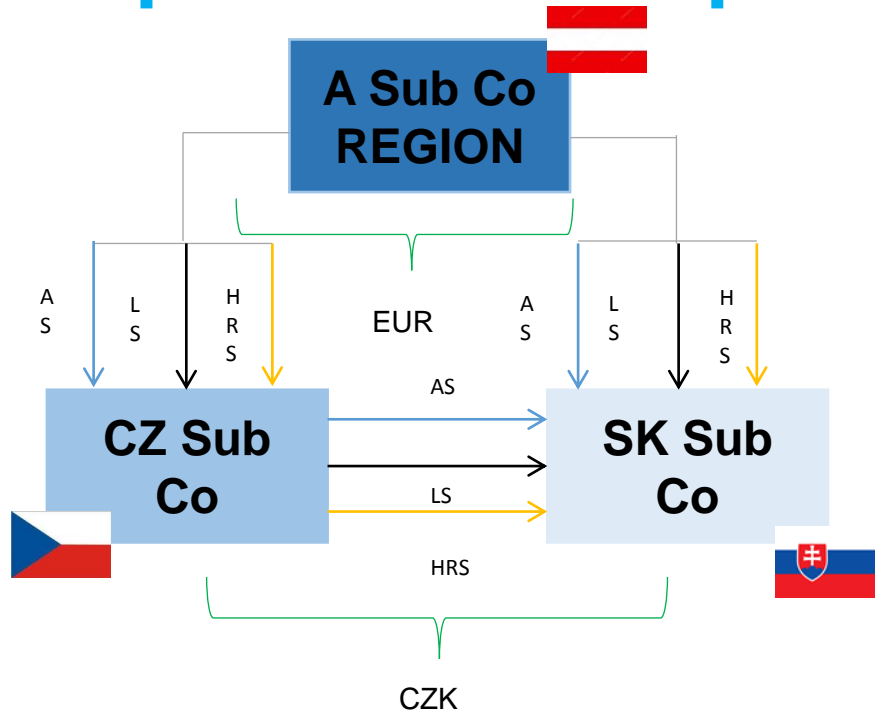 A Sub Co
REGION
A
S
L
S
H
R
S
EUR
A
S
L
S
H
R
S
CZ Sub
Co
AS
LS
HRS
SK Sub
Co
CZK